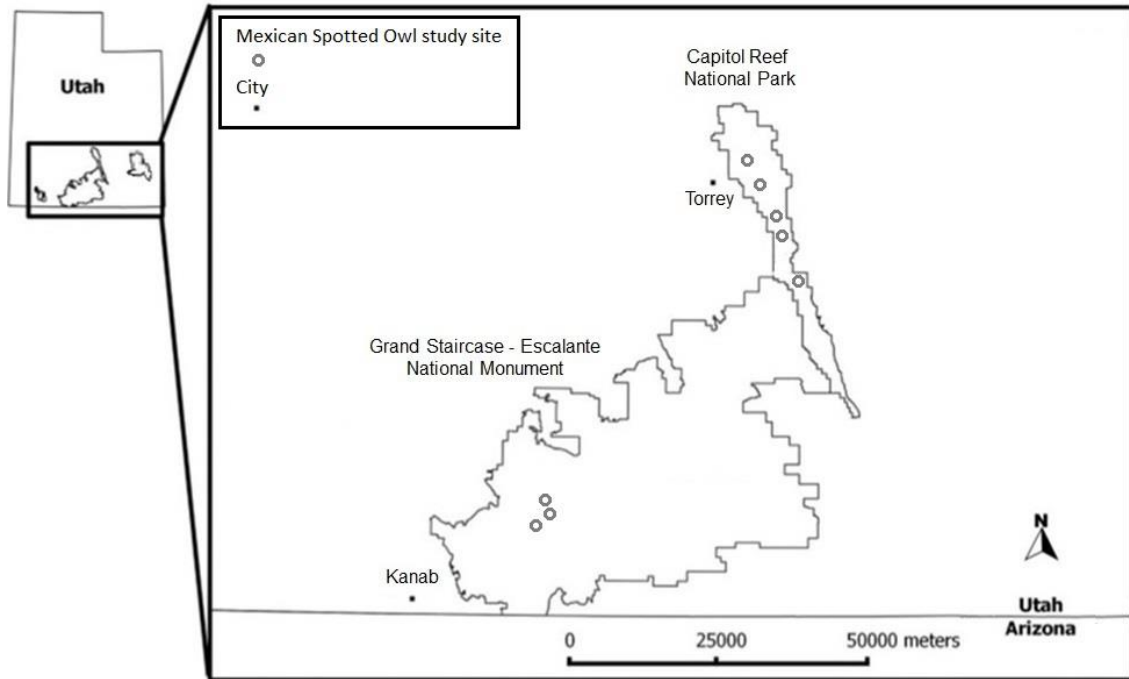 Utah
Mexican Spotted Owl study site
City
Capitol Reef
National Park
Torrey
Grand Staircase - Escalante
National Monument
Kanab
N
Utah
Arizona
0 25000 50000 meters